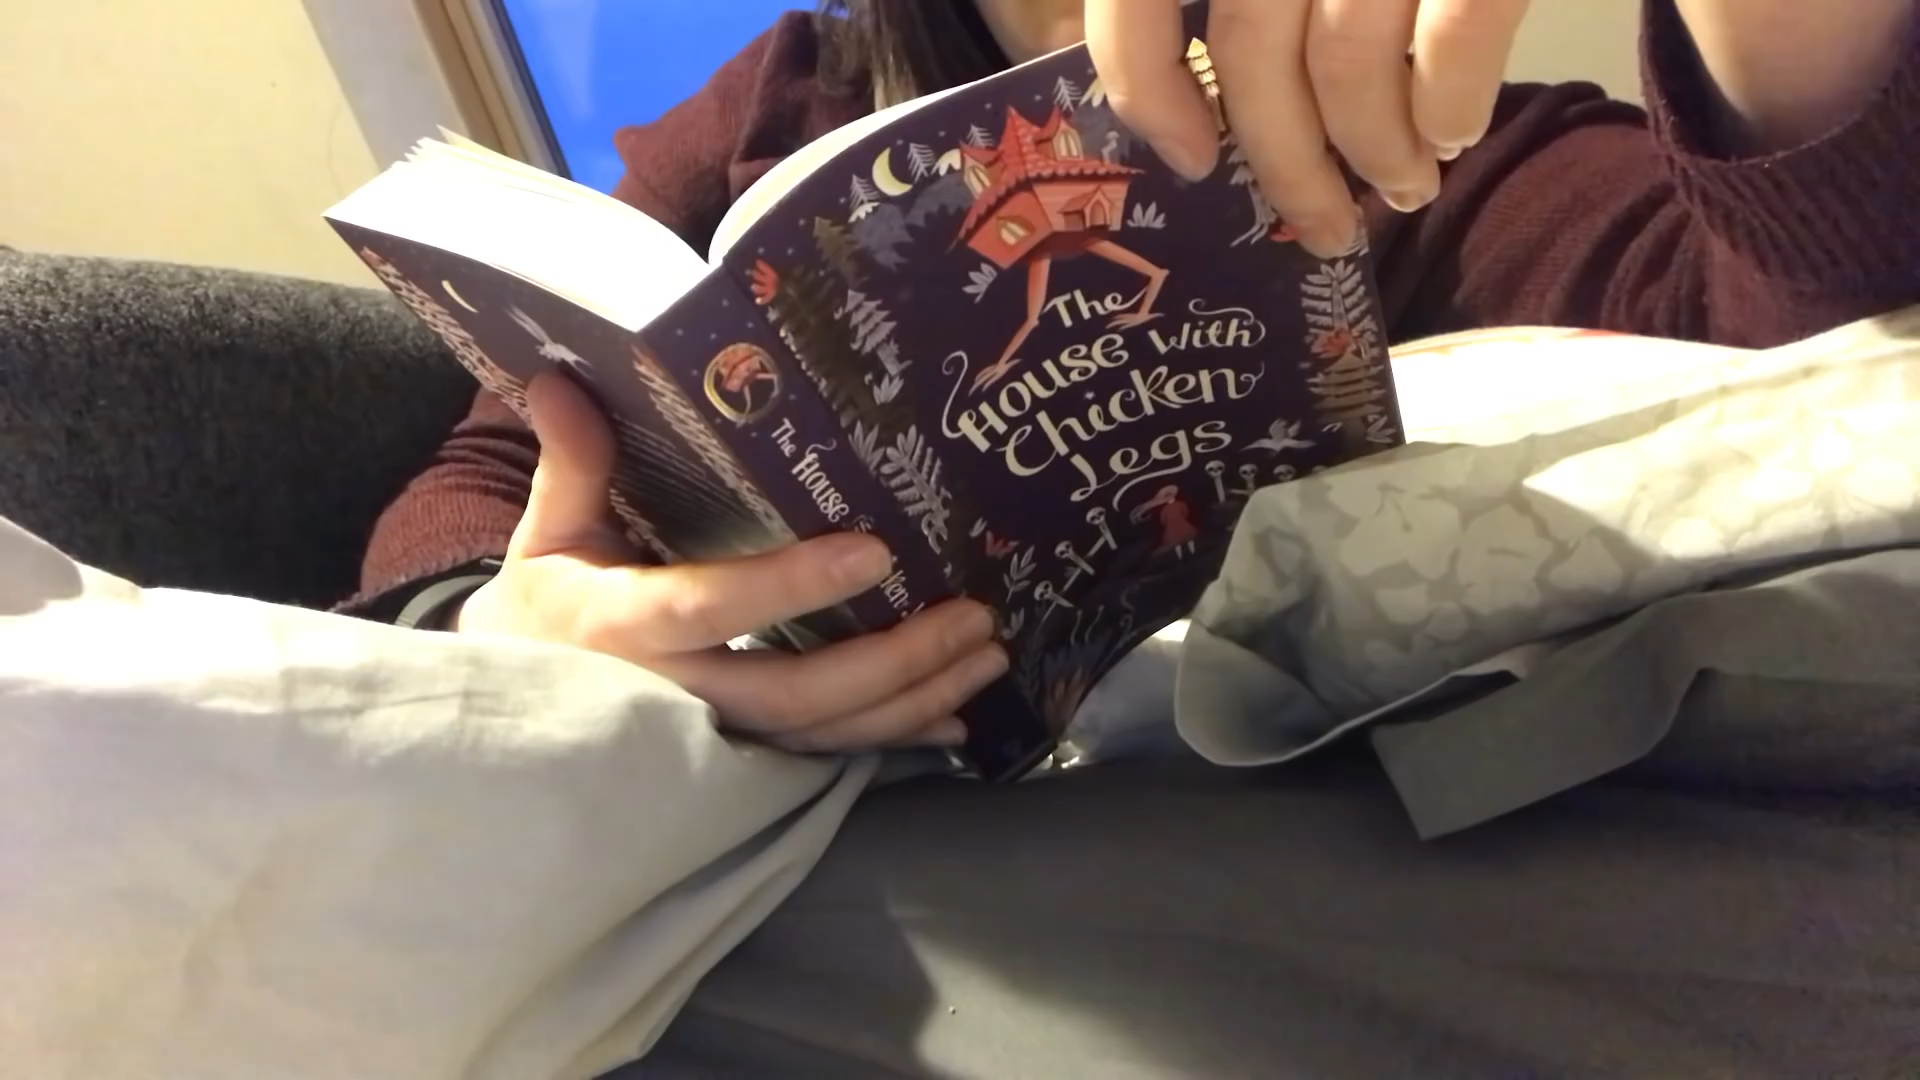 The
House with
Chicken
Legs
The House